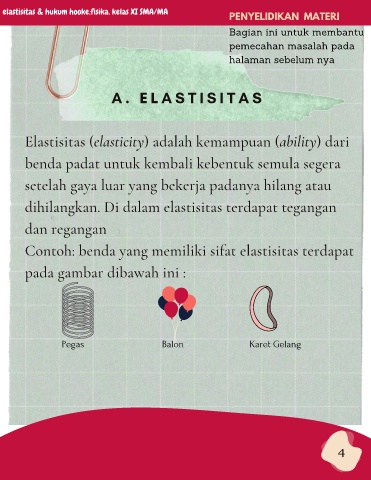 elastisitas & hukum hooke.fisika. kelas XI SMA/MA
PENYELIDIKAN MATERI
Bagian ini untuk membantu
pemecahan masalah pada
halaman sebelum nya
A. ELASTISITAS
Elastisitas (elasticity) adalah kemampuan (ability) dari
benda padat untuk kembali kebentuk semula segera
setelah gaya luar yang bekerja padanya hilang atau
dihilangkan. Di dalam elastisitas terdapat tegangan
dan regangan
Contoh: benda yang memiliki sifat elastisitas terdapat
pada gambar dibawah ini :
Pegas
Balon
Karet Gelang
4